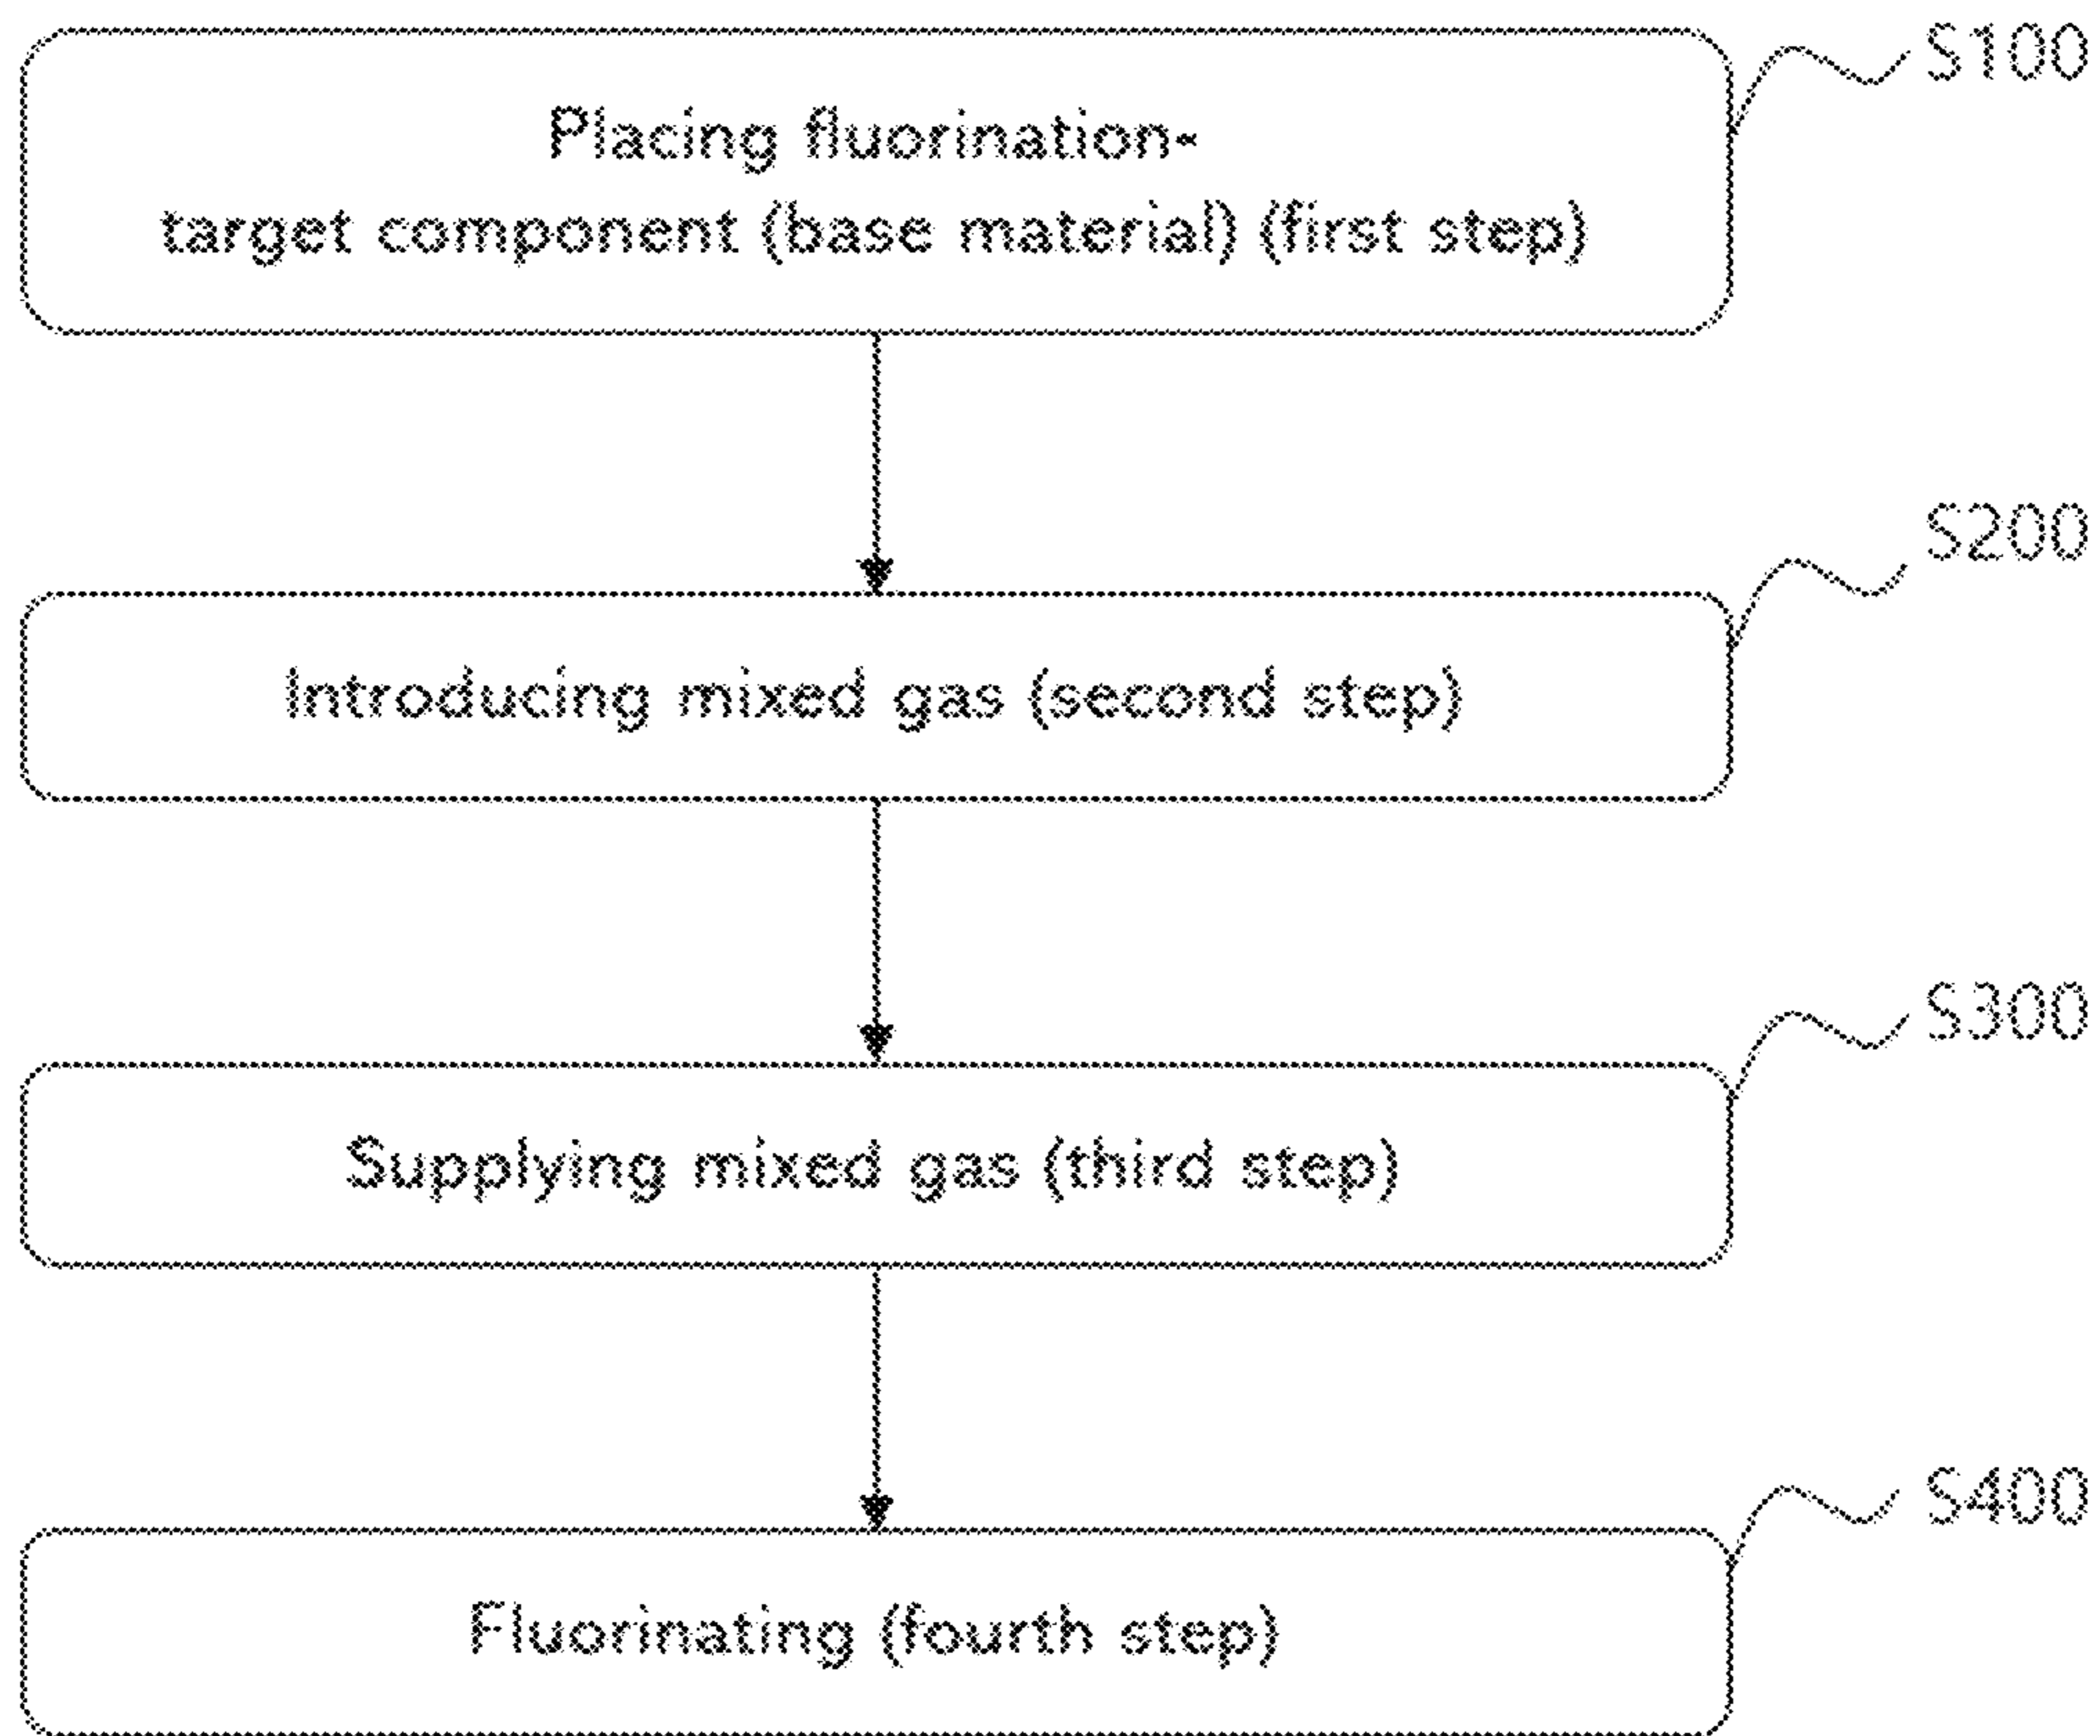 S100
Placing fluorination-
target component (base material) (first step)
S200
Introducing mixed gas (second step)
S300
Supplying mixed gas (third step)
S400
Fluorinating (fourth step)